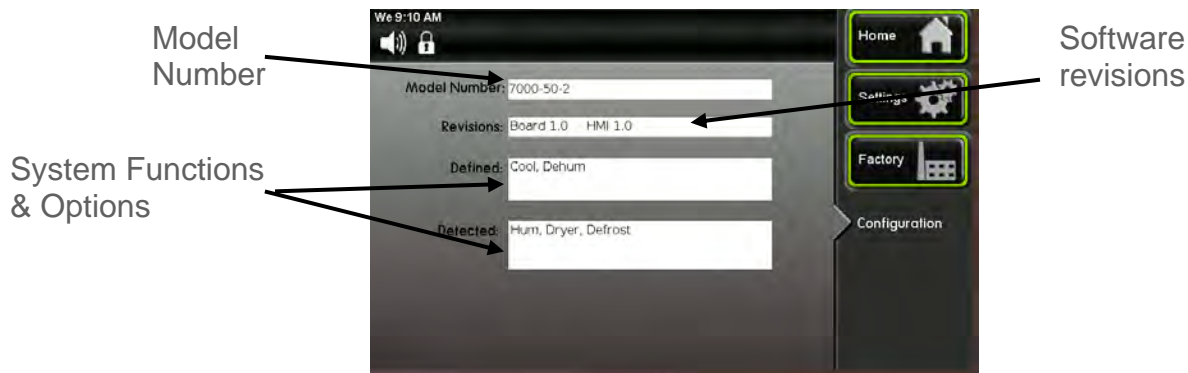 We 9:10 AM
Model
Number
Home
Software
revisions
Model Number: 7000-50-2
Settings
Revisions: Board 1.0 HMI 1.0
System Functions
& Options
Defined: Cool, Dehum
Factory
Detected: Hum, Dryer, Defrost
Configuration